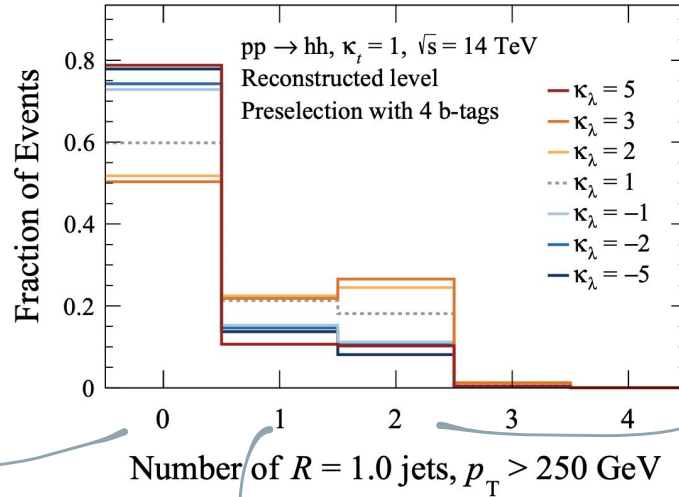 pp → hh, κt = 1, √s = 14 TeV
Reconstructed level
Preselection with 4 b-tags
κλ = 5
κλ = 3
κλ = 2
κλ = 1
κλ = −1
κλ = −2
κλ = −5
Fraction of Events
0.8
0.6
0.4
0.2
0
0 1 2 3 4
Number of R = 1.0 jets, pT > 250 GeV